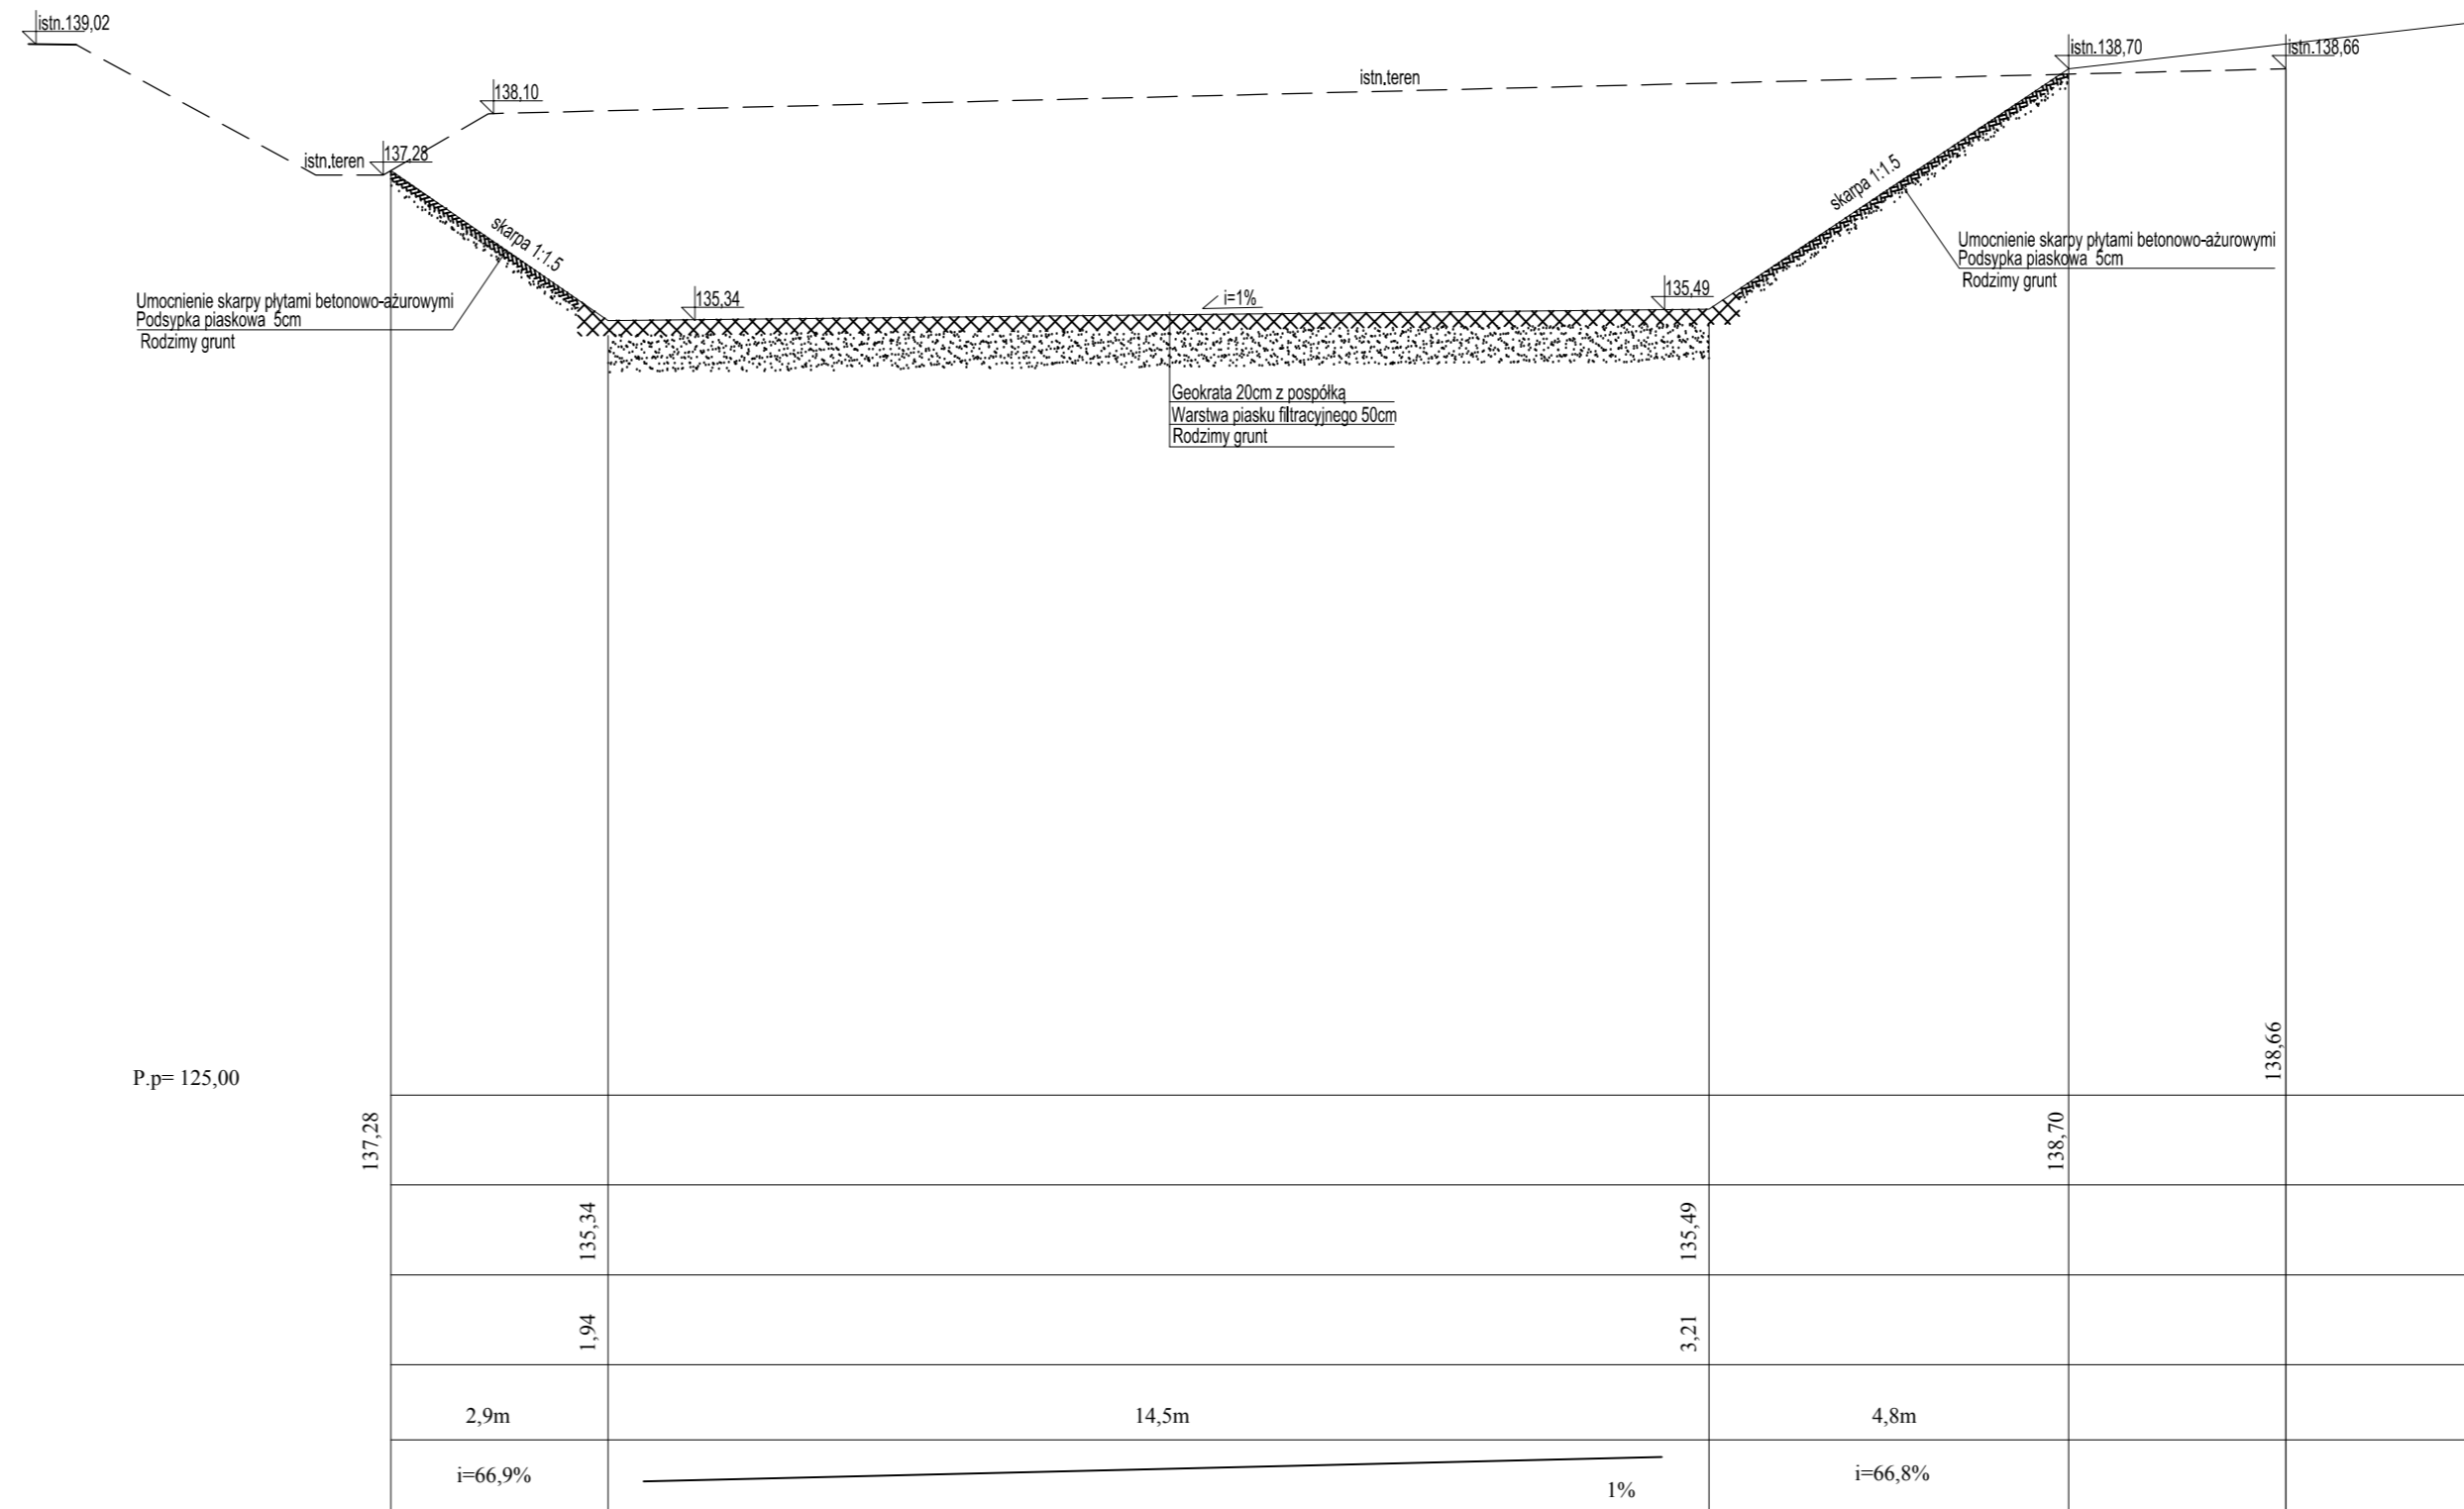 istn.139,02
138,10
istn.teren
istn.138,70
istn.138,66
istn.teren
137,28
skarpa 1:1.5
skarpa 1:1.5
Umocnienie skarpy płytami betonowo-ażurowymi
Podsypka piaskowa 5cm
Rodzimy grunt
Umocnienie skarpy płytami betonowo-ażurowymi
Podsypka piaskowa 5cm
Rodzimy grunt
135,34
i=1%
135,49
Geokrata 20cm z pospółką
Warstwa piasku filtracyjnego 50cm
Rodzimy grunt
P.p= 125,00
138,66
137,28
138,70
135,34
135,49
1,94
3,21
2,9m
14,5m
4,8m
i=66,9%
1%
i=66,8%